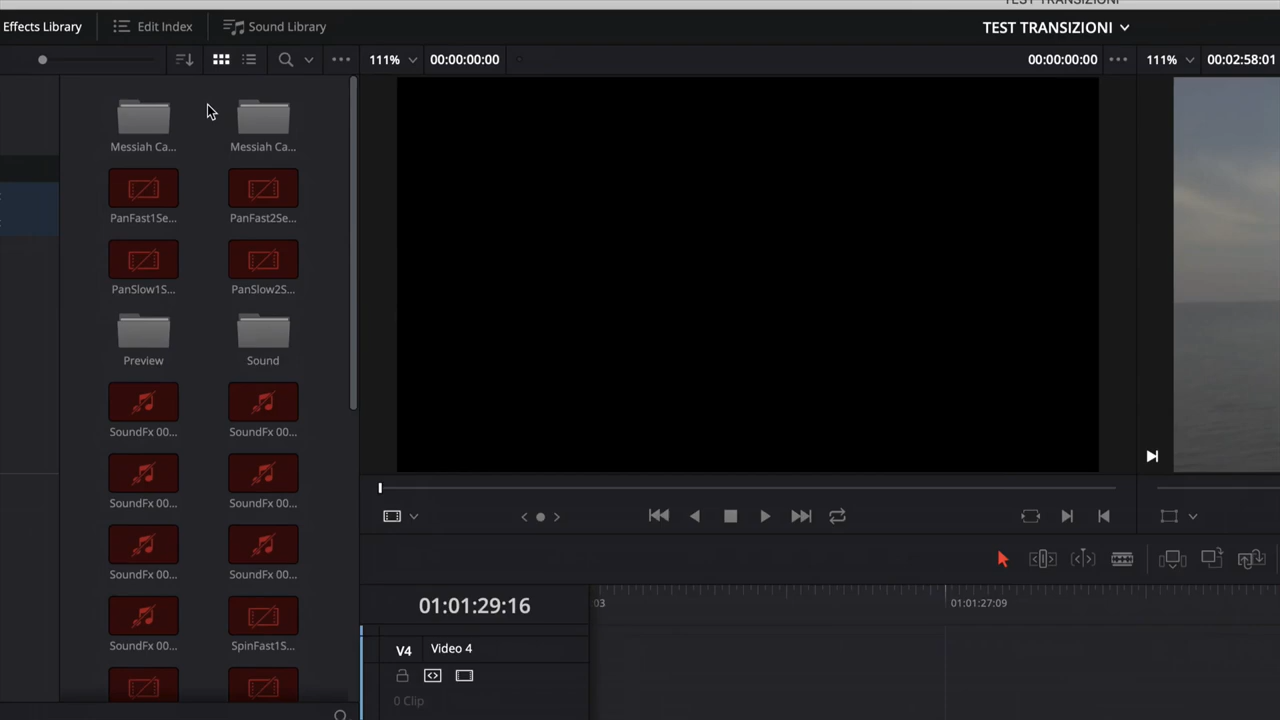 TEST TRANSIZIONI
Effects Library
Edit Index
Sound Library
TEST TRANSIZIONI
111%
00:00:00:00
00:00:00:00
111%
00:02:58:01
Messiah Ca...
Messiah Ca...
PanFast1Se...
PanFast2Se...
PanSlow1S...
PanSlow2S...
Preview
Sound
SoundFx 00...
SoundFx 00...
SoundFx 00...
SoundFx 00...
SoundFx 00...
SoundFx 00...
SoundFx 00...
SpinFast1S...
01:01:29:16
03
01:01:27:09
V4
Video 4
0 Clip